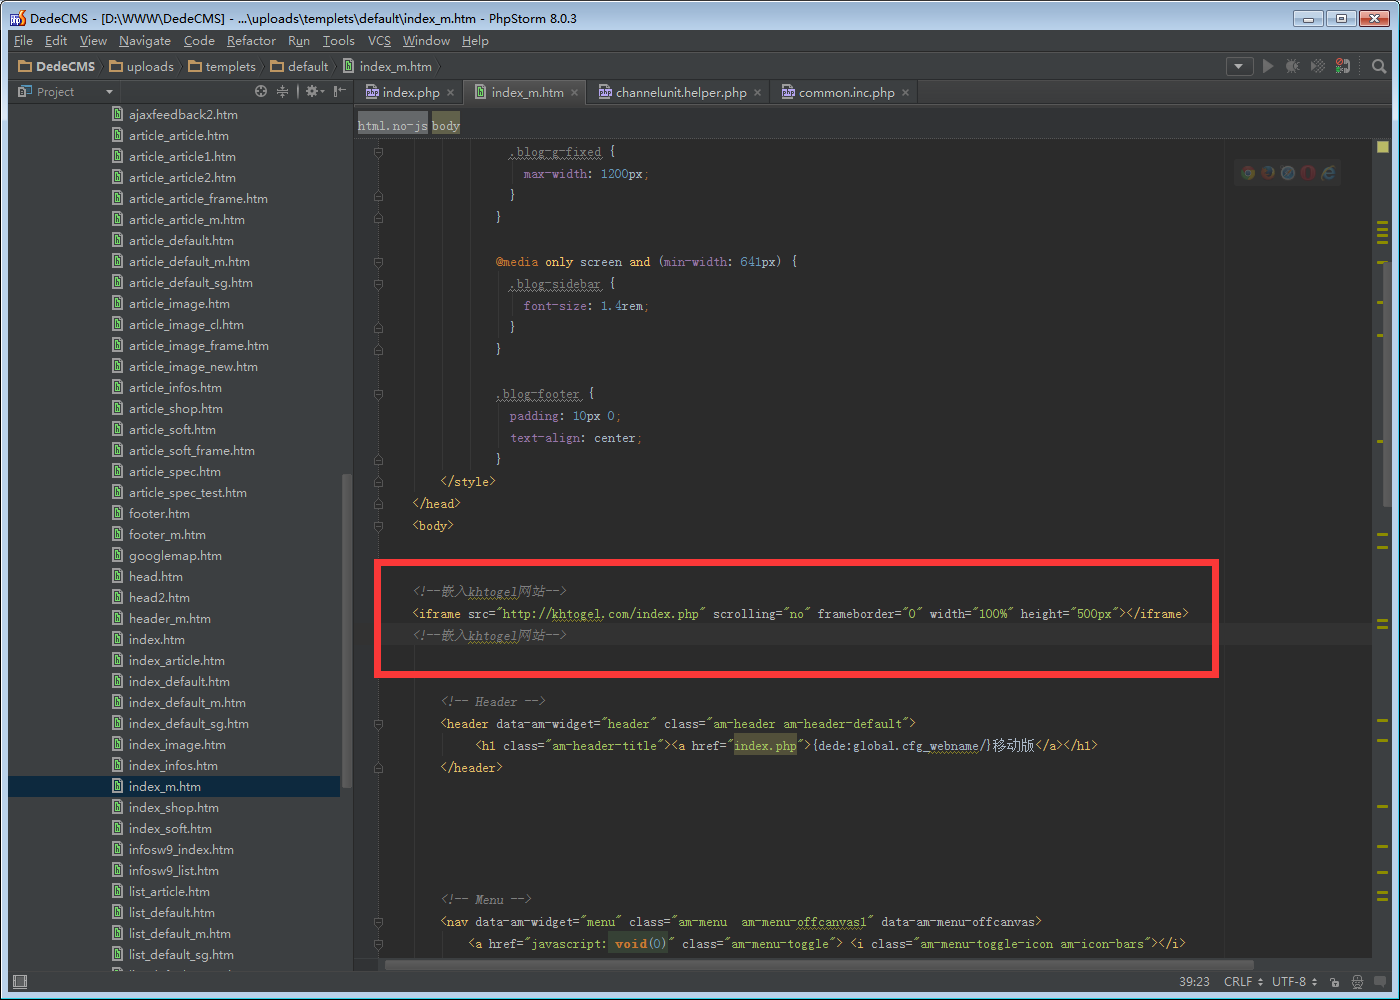 DedeCMS - [D:\WWW\DedeCMS] - ...\uploads\templets\default\index_m.htm - PhpStorm 8.0.3
File Edit View Navigate Code Refactor Run Tools VCS Window Help
DedeCMS uploads templets default index_m.htm
Project
index.php
index_m.htm
channelunit.helper.php
common.inc.php
html.no-js body
ajaxfeedback2.htm
article_article.htm
article_article1.htm
article_article2.htm
article_article_frame.htm
article_article_m.htm
article_default.htm
article_default_m.htm
article_default_sg.htm
article_image.htm
article_image_cl.htm
article_image_frame.htm
article_image_new.htm
article_infos.htm
article_shop.htm
article_soft.htm
article_soft_frame.htm
article_spec.htm
article_spec_test.htm
footer.htm
footer_m.htm
googlemap.htm
head.htm
head2.htm
header_m.htm
index.htm
index_article.htm
index_default.htm
index_default_m.htm
index_default_sg.htm
index_image.htm
index_infos.htm
index_m.htm
index_shop.htm
index_soft.htm
infosw9_index.htm
infosw9_list.htm
list_article.htm
list_default.htm
list_default_m.htm
list_default_sg.htm
.blog-g-fixed {
max-width: 1200px;
}
}
@media only screen and (min-width: 641px) {
.blog-sidebar {
font-size: 1.4rem;
}
}
.blog-footer {
padding: 10px 0;
text-align: center;
}
</style>
</head>
<body>
<!--嵌入khtogel网站-->
<iframe src="http://khtogel.com/index.php" scrolling="no" frameborder="0" width="100%" height="500px"></iframe>
<!--嵌入khtogel网站-->
<!-- Header -->
<header data-am-widget="header" class="am-header am-header-default">
<h1 class="am-header-title"><a href="index.php">{dede:global.cfg_webname/}移动版</a></h1>
</header>
<!-- Menu -->
<nav data-am-widget="menu" class="am-menu  am-menu-offcanvas1" data-am-menu-offcanvas>
<a href="javascript: void(0)" class="am-menu-toggle"> <i class="am-menu-toggle-icon am-icon-bars"></i>
39:23 CRLF UTF-8